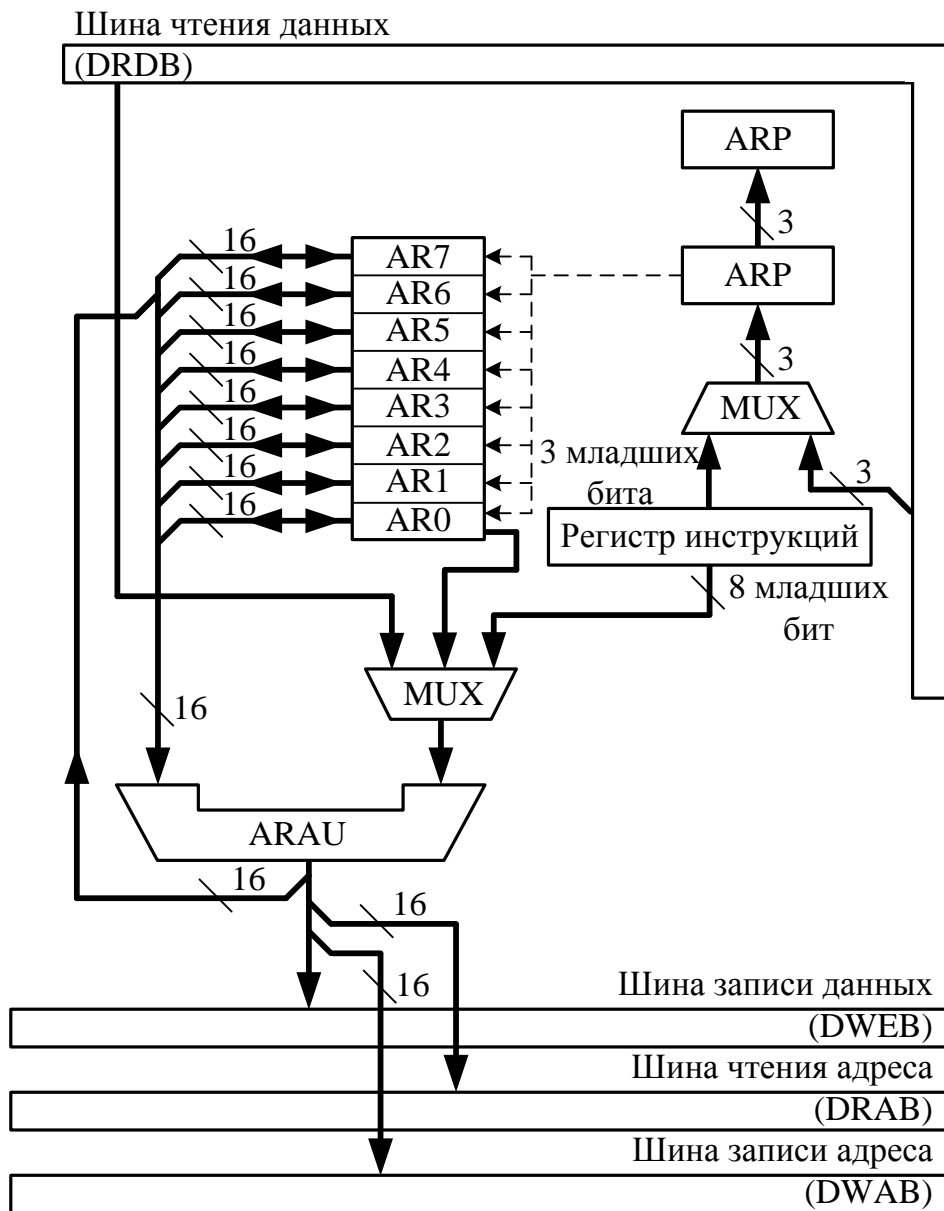 Шина чтения данных
(DRDB)
ARP
3
16
AR7
ARP
16
AR6
16
AR5
16
AR4
3
16
AR3
MUX
16
AR2
3 младших
бита
3
16
AR1
16
AR0
Регистр инструкций
8 младших
бит
MUX
16
ARAU
16
16
16
Шина записи данных
(DWEB)
Шина чтения адреса
(DRAB)
Шина записи адреса
(DWAB)